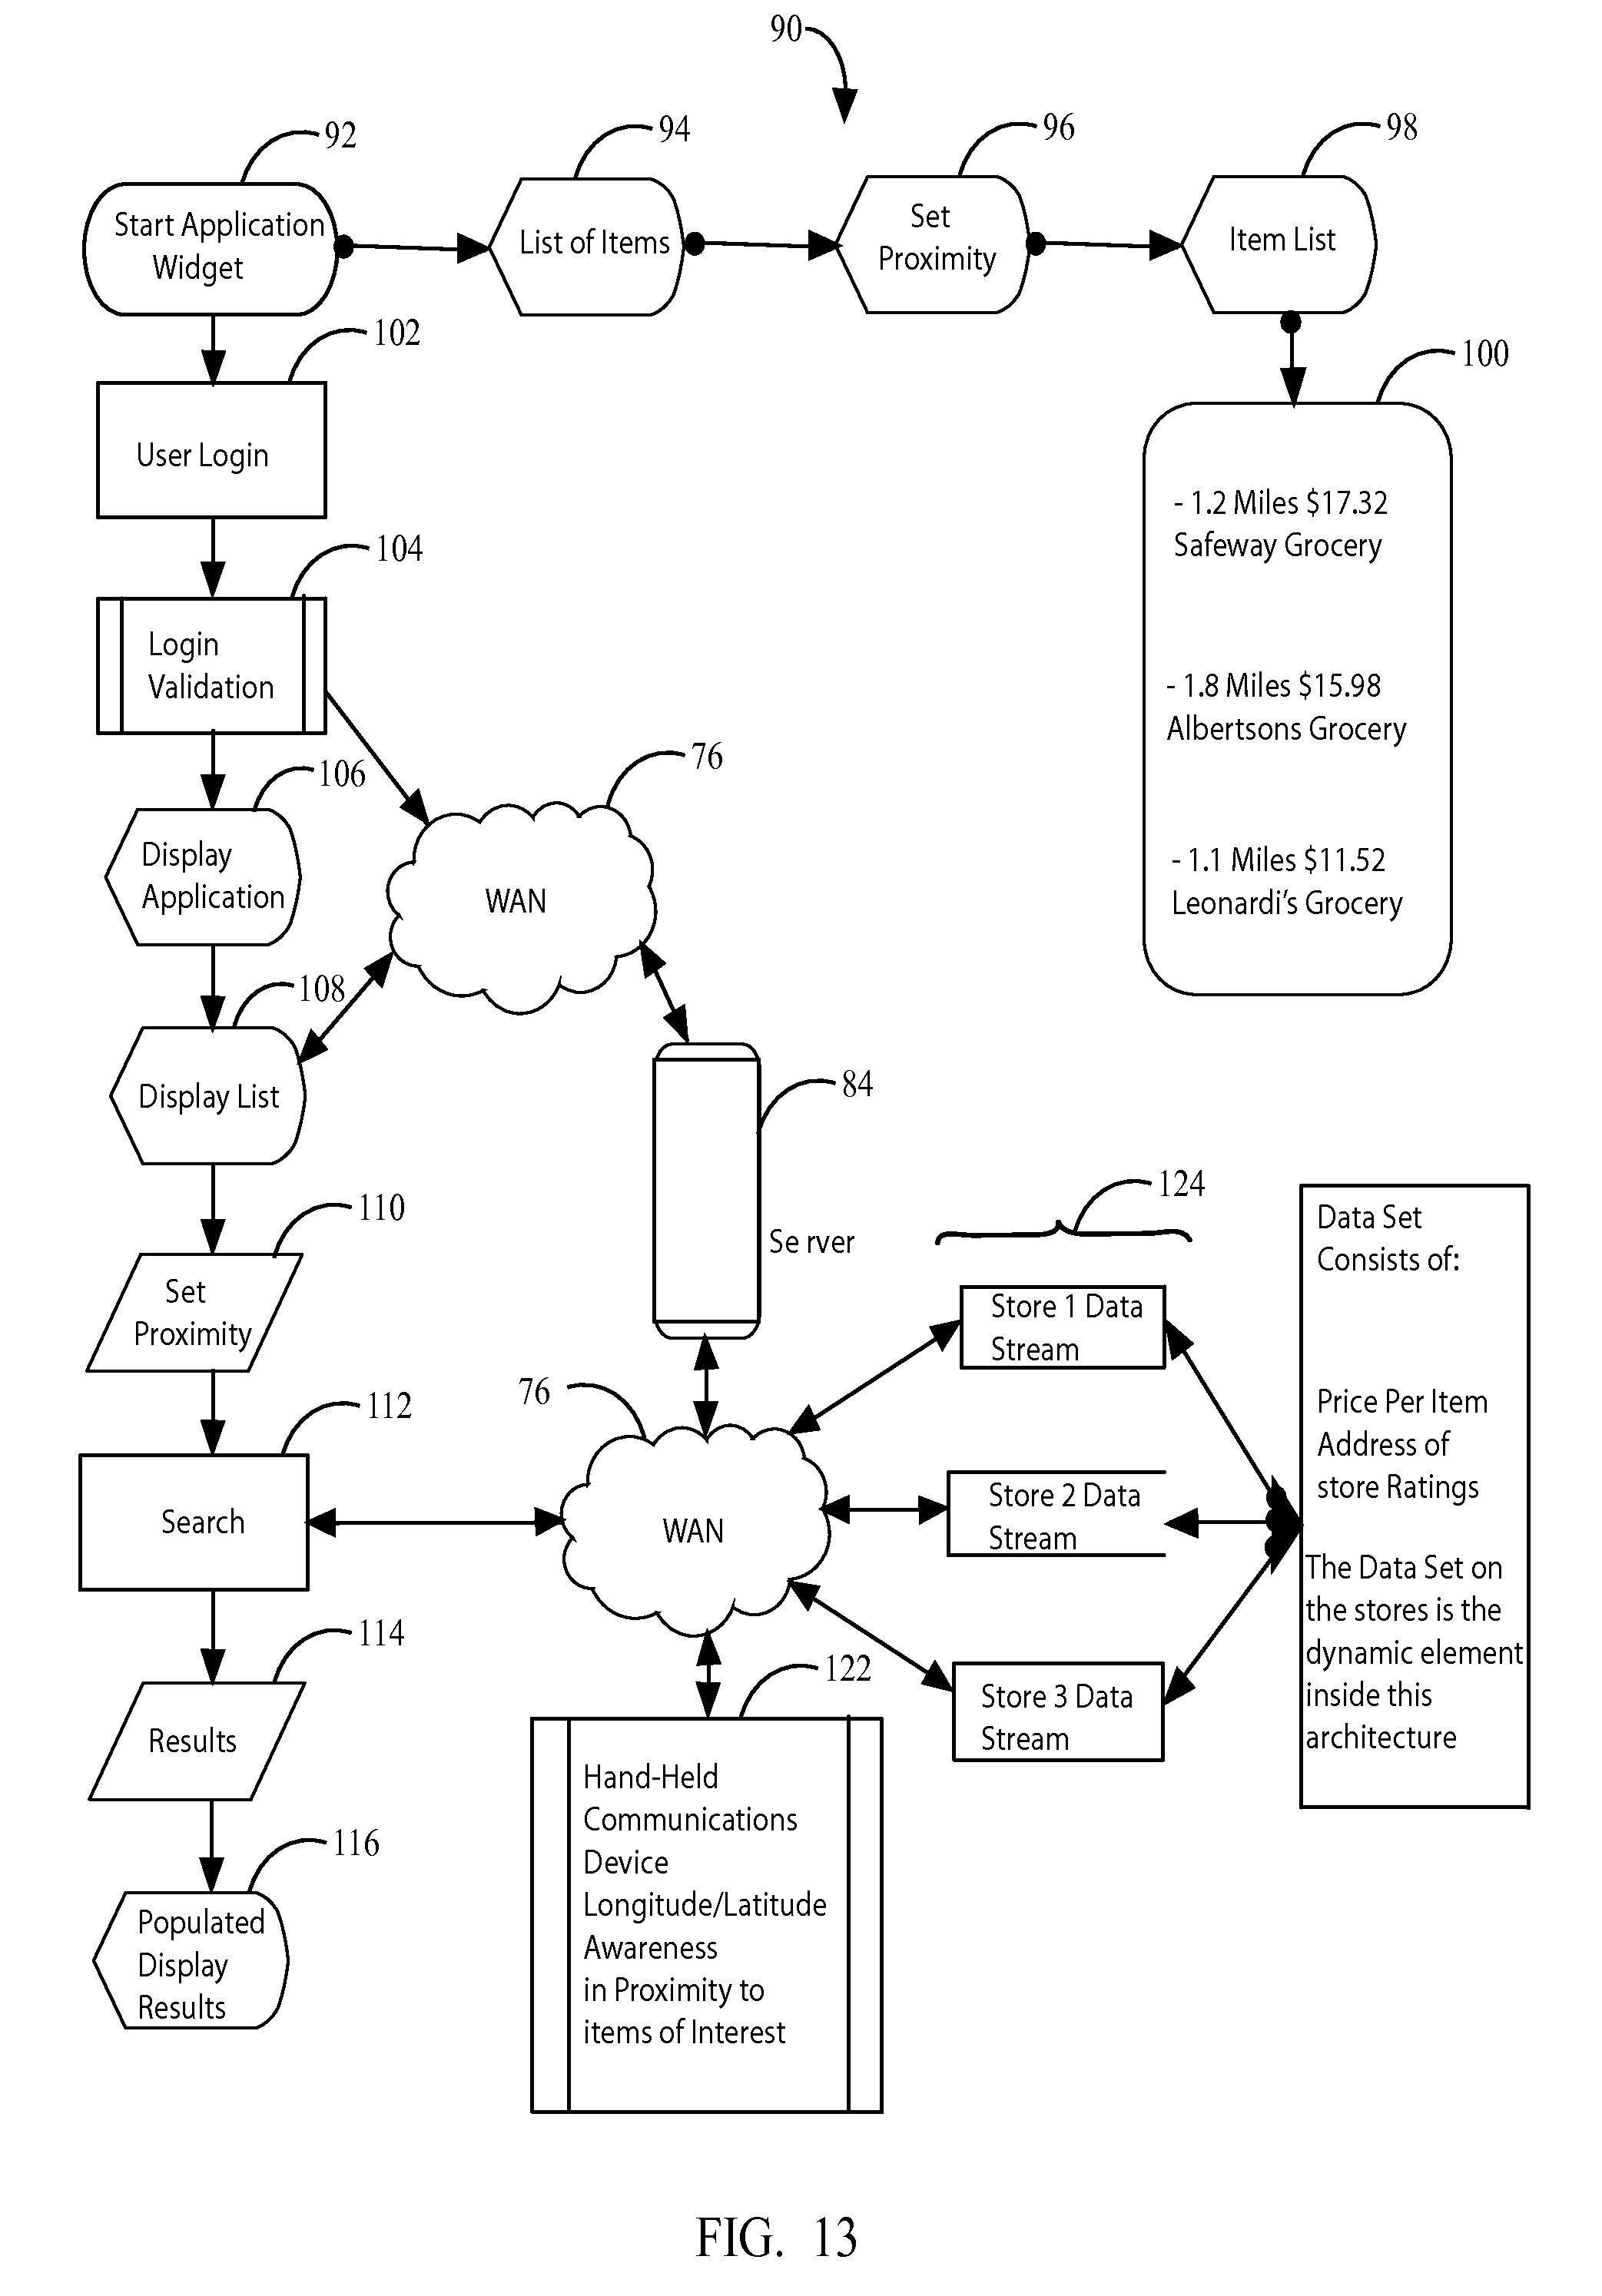 90
92
94
96
98
Start Application
Widget
List of Items
Set
Proximity
Item List
102
100
User Login
- 1.2 Miles $17.32
Safeway Grocery
- 1.8 Miles $15.98
Albertsons Grocery
- 1.1 Miles $11.52
Leonardi's Grocery
104
Login
Validation
76
106
Display
Application
WAN
108
Display List
84
Se rver
110
Set
Proximity
124
Data Set
Consists of:
Price Per Item
Address of
store Ratings
The Data Set on
the stores is the
dynamic element
inside this
architecture
Store 1 Data
Stream
Store 2 Data
Stream
Store 3 Data
Stream
76
WAN
112
Search
114
Results
122
Hand-Held
Communications
Device
Longitude/Latitude
Awareness
in Proximity to
items of Interest
116
Populated
Display
Results
FIG. 13